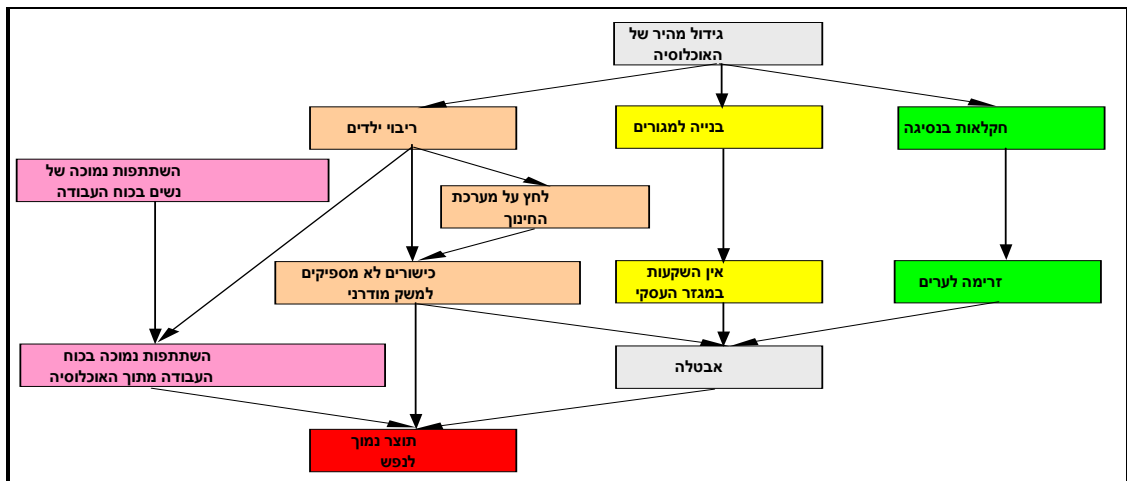 גידול מהיר של
האוכלוסיה
חקלאות בנסיגה
בנייה למגורים
ריבוי ילדים
השתתפות נמוכה של
נשים בכוח העבודה
לחץ על מערכת
החינוך
זרימה לערים
אין השקעות
במגזר העסקי
כישורים לא מספיקים
למשק מודרני
אבטלה
השתתפות נמוכה בכוח
העבודה מתוך האוכלוסיה
תוצר נמוך
לנפש